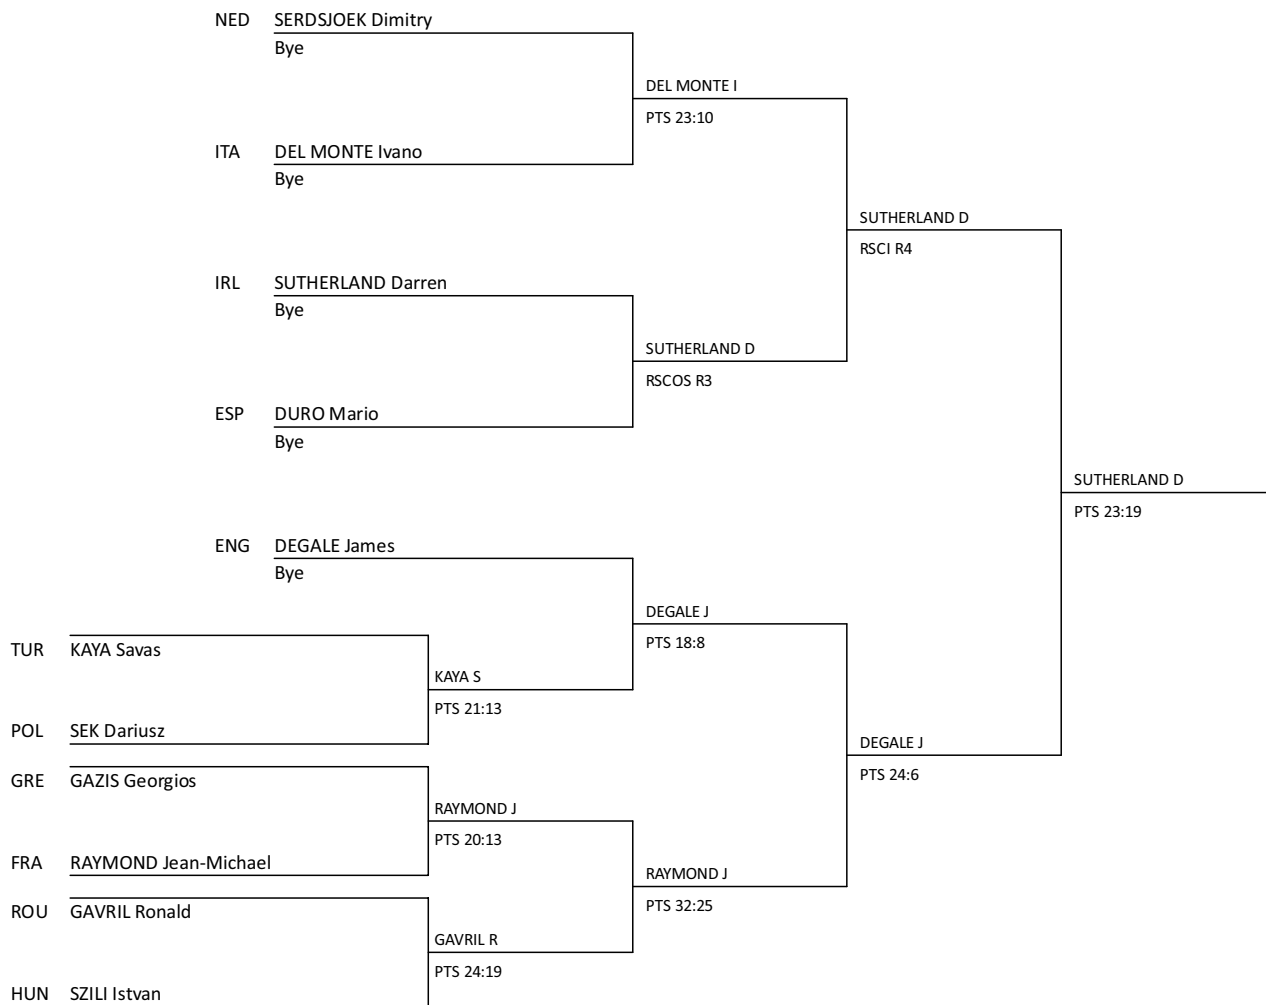 NED SERDSJOEK Dimitry
Bye
DEL MONTE I
PTS 23:10
ITA DEL MONTE Ivano
Bye
SUTHERLAND D
RSCI R4
IRL SUTHERLAND Darren
Bye
SUTHERLAND D
RSCOS R3
ESP DURO Mario
Bye
SUTHERLAND D
PTS 23:19
ENG DEGALE James
Bye
DEGALE J
PTS 18:8
TUR KAYA Savas
KAYA S
PTS 21:13
POL SEK Dariusz
DEGALE J
PTS 24:6
GRE GAZIS Georgios
RAYMOND J
PTS 20:13
FRA RAYMOND Jean-Michael
RAYMOND J
PTS 32:25
ROU GAVRIL Ronald
GAVRIL R
PTS 24:19
HUN SZILI Istvan